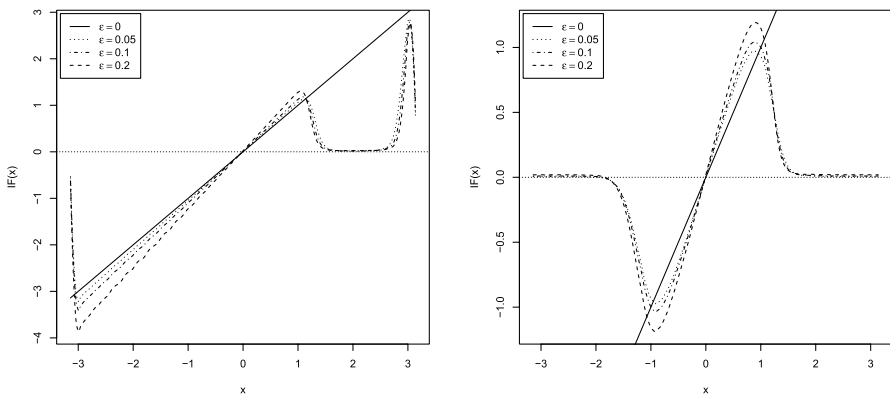 ε = 0
ε = 0.05
ε = 0.1
ε = 0.2
IF(x)
3
2
1
0
−1
−2
−3
−4
−3 −2 −1 0 1 2 3
x
ε = 0
ε = 0.05
ε = 0.1
ε = 0.2
IF(x)
1.0
0.5
0.0
−0.5
−1.0
−3 −2 −1 0 1 2 3
x